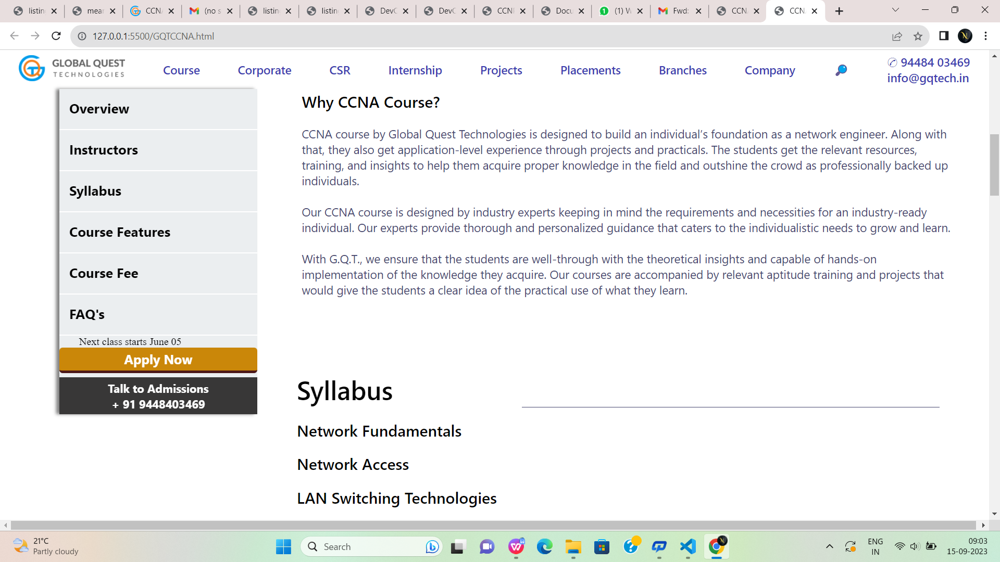 listin
mear
CCNA
(no s
listin
listin
DevC
DevC
CCNI
Docu
(1) W
Fwd:
CCN
CCN
127.0.0.1:5500/GQTCCNA.html
GLOBAL QUEST
TECHNOLOGIES
Course
Corporate
CSR
Internship
Projects
Placements
Branches
Company
✆ 94484 03469
info@gqtech.in
Overview
Instructors
Syllabus
Course Features
Course Fee
FAQ's
Next class starts June 05
Apply Now
Talk to Admissions
+ 91 9448403469
Why CCNA Course?
CCNA course by Global Quest Technologies is designed to build an individual’s foundation as a network engineer. Along with
that, they also get application-level experience through projects and practicals. The students get the relevant resources,
training, and insights to help them acquire proper knowledge in the field and outshine the crowd as professionally backed up
individuals.
Our CCNA course is designed by industry experts keeping in mind the requirements and necessities for an industry-ready
individual. Our experts provide thorough and personalized guidance that caters to the individualistic needs to grow and learn.
With G.Q.T., we ensure that the students are well-through with the theoretical insights and capable of hands-on
implementation of the knowledge they acquire. Our courses are accompanied by relevant aptitude training and projects that
would give the students a clear idea of the practical use of what they learn.
Syllabus
Network Fundamentals
Network Access
LAN Switching Technologies
21°C
Partly cloudy
Search
ENG
IN
09:03
15-09-2023